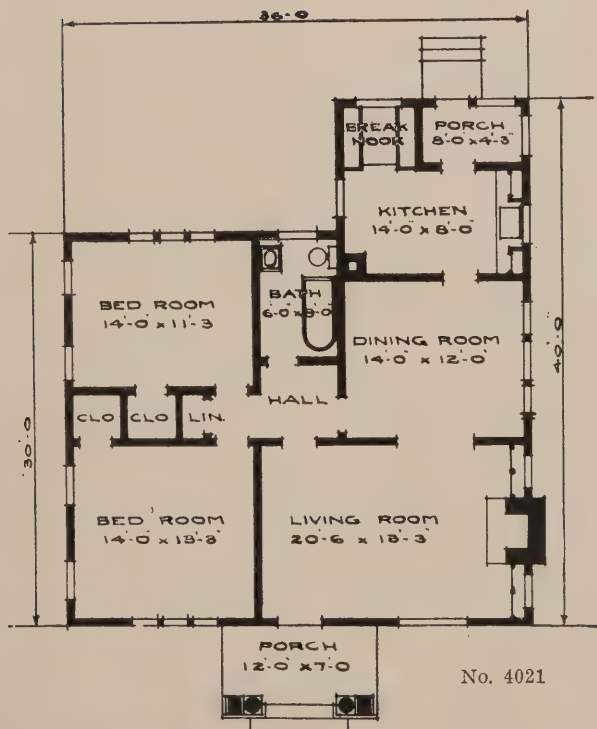 36-0
BREAK
NOOK
PORCH
8'-0" x 4'-3"
KITCHEN
14'-0" x 8'-0"
BED ROOM
14'-0" x 11'-3
BATH
6'-0" x 8'-0"
DINING ROOM
14'-0" x 12'-0"
40'-0"
30'-0
CLO
CLO
LIN.
HALL
BED ROOM
14'-0" x 13'-3
LIVING ROOM
20'-6 x 13'-3"
PORCH
12'-0 x 7'-0
No. 4021